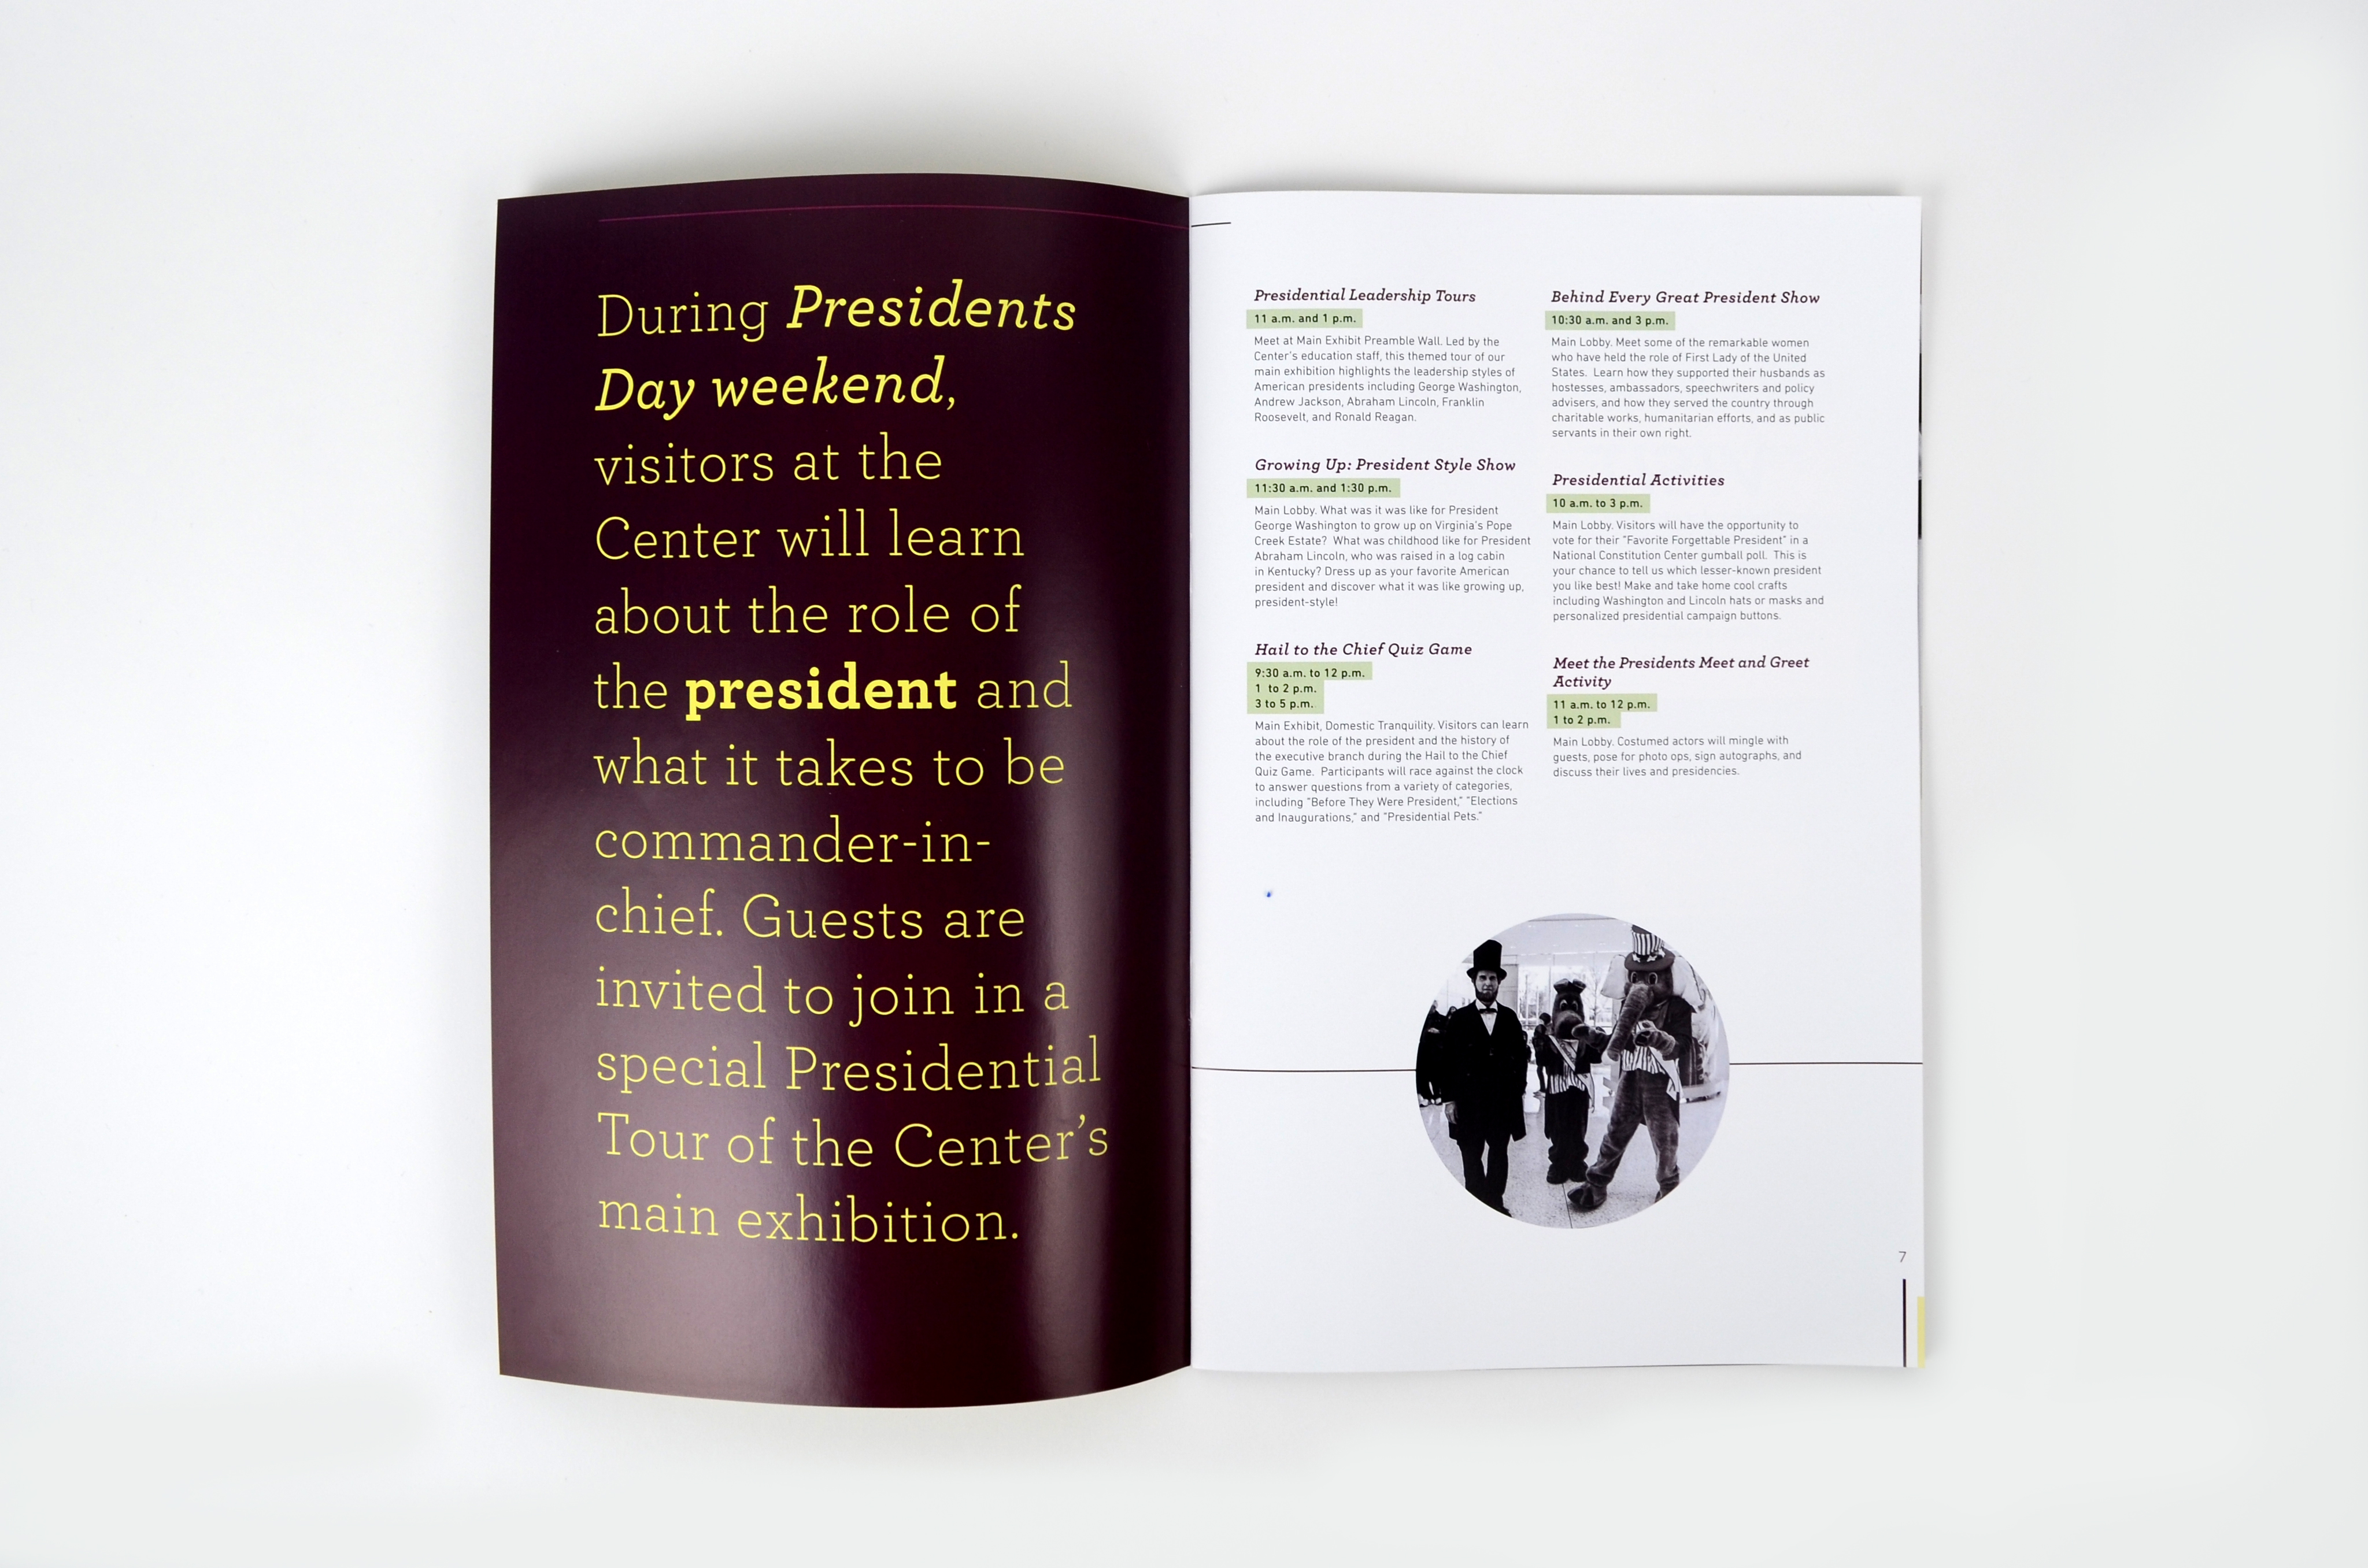 During Presidents
Day weekend,
visitors at the
Center will learn
about the role of
the president and
what it takes to be
commander-in-
chief. Guests are
invited to join in a
special Presidential
Tour of the Center's
main exhibition.
Presidential Leadership Tours
11 a.m. and 1 p.m.
Meet at Main Exhibit Preamble Wall. Led by the
Center's education staff, this themed tour of our
main exhibition highlights the leadership styles of
American presidents including George Washington,
Andrew Jackson, Abraham Lincoln, Franklin
Roosevelt, and Ronald Reagan.
Growing Up: President Style Show
11:30 a.m. and 1:30 p.m.
Main Lobby. What was it was like for President
George Washington to grow up on Virginia's Pope
Creek Estate? What was childhood like for President
Abraham Lincoln, who was raised in a log cabin
in Kentucky? Dress up as your favorite American
president and discover what it was like growing up,
president-style!
Hail to the Chief Quiz Game
9:30 a.m. to 12 p.m.
1 to 2 p.m.
3 to 5 p.m.
Main Exhibit, Domestic Tranquility. Visitors can learn
about the role of the president and the history of
the executive branch during the Hail to the Chief
Quiz Game. Participants will race against the clock
to answer questions from a variety of categories,
including "Before They Were President," "Elections
and Inaugurations," and "Presidential Pets."
Behind Every Great President Show
10:30 a.m. and 3 p.m.
Main Lobby. Meet some of the remarkable women
who have held the role of First Lady of the United
States. Learn how they supported their husbands as
hostesses, ambassadors, speechwriters and policy
advisers, and how they served the country through
charitable works, humanitarian efforts, and as public
servants in their own right.
Presidential Activities
10 a.m. to 3 p.m.
Main Lobby. Visitors will have the opportunity to
vote for their "Favorite Forgettable President" in a
National Constitution Center gumball poll. This is
your chance to tell us which lesser-known president
you like best! Make and take home cool crafts
including Washington and Lincoln hats or masks and
personalized presidential campaign buttons.
Meet the Presidents Meet and Greet
Activity
11 a.m. to 12 p.m.
1 to 2 p.m.
Main Lobby. Costumed actors will mingle with
guests, pose for photo ops, sign autographs, and
discuss their lives and presidencies.
7